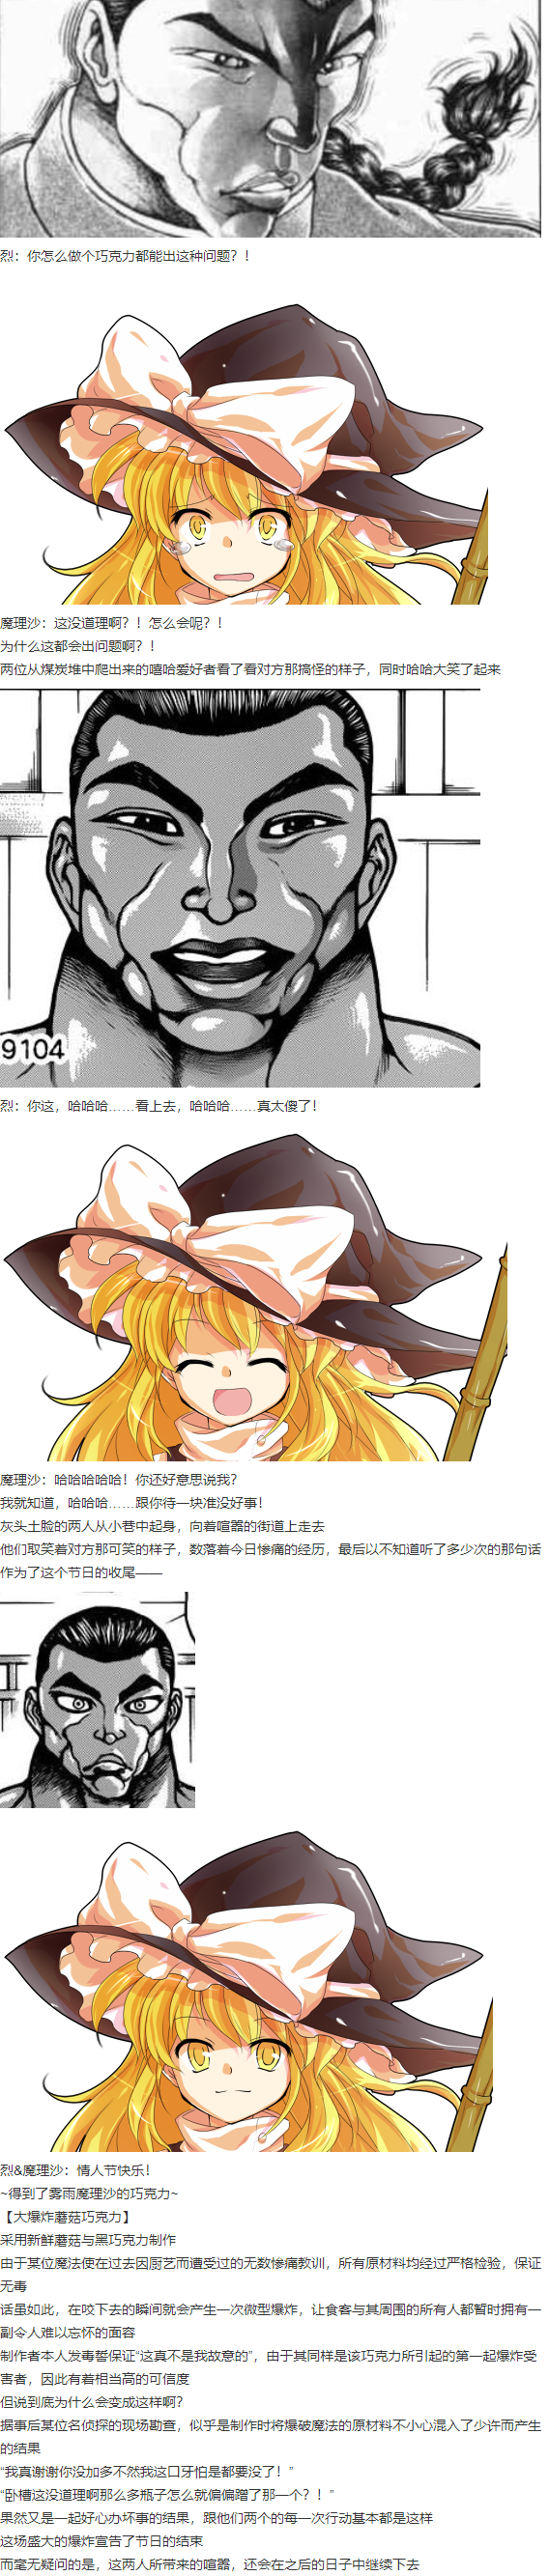 烈：你怎么做个巧克力都能出这种问题？！
魔理沙：这没道理啊？！怎么会呢？！
为什么这都会出问题啊？！
两位从煤炭堆中爬出来的嘻哈爱好者看了看对方那搞怪的样子，同时哈哈大笑了起来
9104
烈：你这，哈哈哈……看上去，哈哈哈……真太傻了！
魔理沙：哈哈哈哈哈！你还好意思说我？
我就知道，哈哈哈……跟你待一块准没好事！
灰头土脸的两人从小巷中起身，向着喧嚣的街道上走去
他们取笑着对方那可笑的样子，数落着今日惨痛的经历，最后以不知道听了多少次的那句话
作为了这个节日的收尾——
烈&魔理沙：情人节快乐！
~得到了雾雨魔理沙的巧克力~
【大爆炸蘑菇巧克力】
采用新鲜蘑菇与黑巧克力制作
由于某位魔法使在过去因厨艺而遭受过的无数惨痛教训，所有原材料均经过严格检验，保证
无毒
话虽如此，在咬下去的瞬间就会产生一次微型爆炸，让食客与其周围的所有人都暂时拥有一
副令人难以忘怀的面容
制作者本人发毒誓保证“这真不是我故意的”，由于其同样是该巧克力所引起的第一起爆炸受
害者，因此有着相当高的可信度
但说到底为什么会变成这样啊？
据事后某位名侦探的现场勘查，似乎是制作时将爆破魔法的原材料不小心混入了少许而产生
的结果
“我真谢谢你没加多不然我这口牙怕是都要没了！”
“卧槽这没道理啊那么多瓶子怎么就偏偏蹭了那一个？！”
果然又是一起好心办坏事的结果，跟他们两个的每一次行动基本都是这样
这场盛大的爆炸宣告了节日的结束
而毫无疑问的是，这两人所带来的喧嚣，还会在之后的日子中继续下去